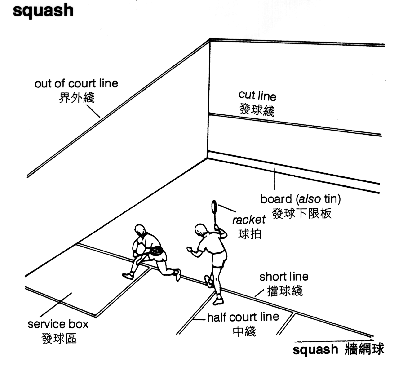 squash
out of court line
界外綫
cut line
發球綫
board (also tin)
發球下限板
racket
球拍
short line
擋球綫
half court line
中綫
service box
發球區
squash 牆網球